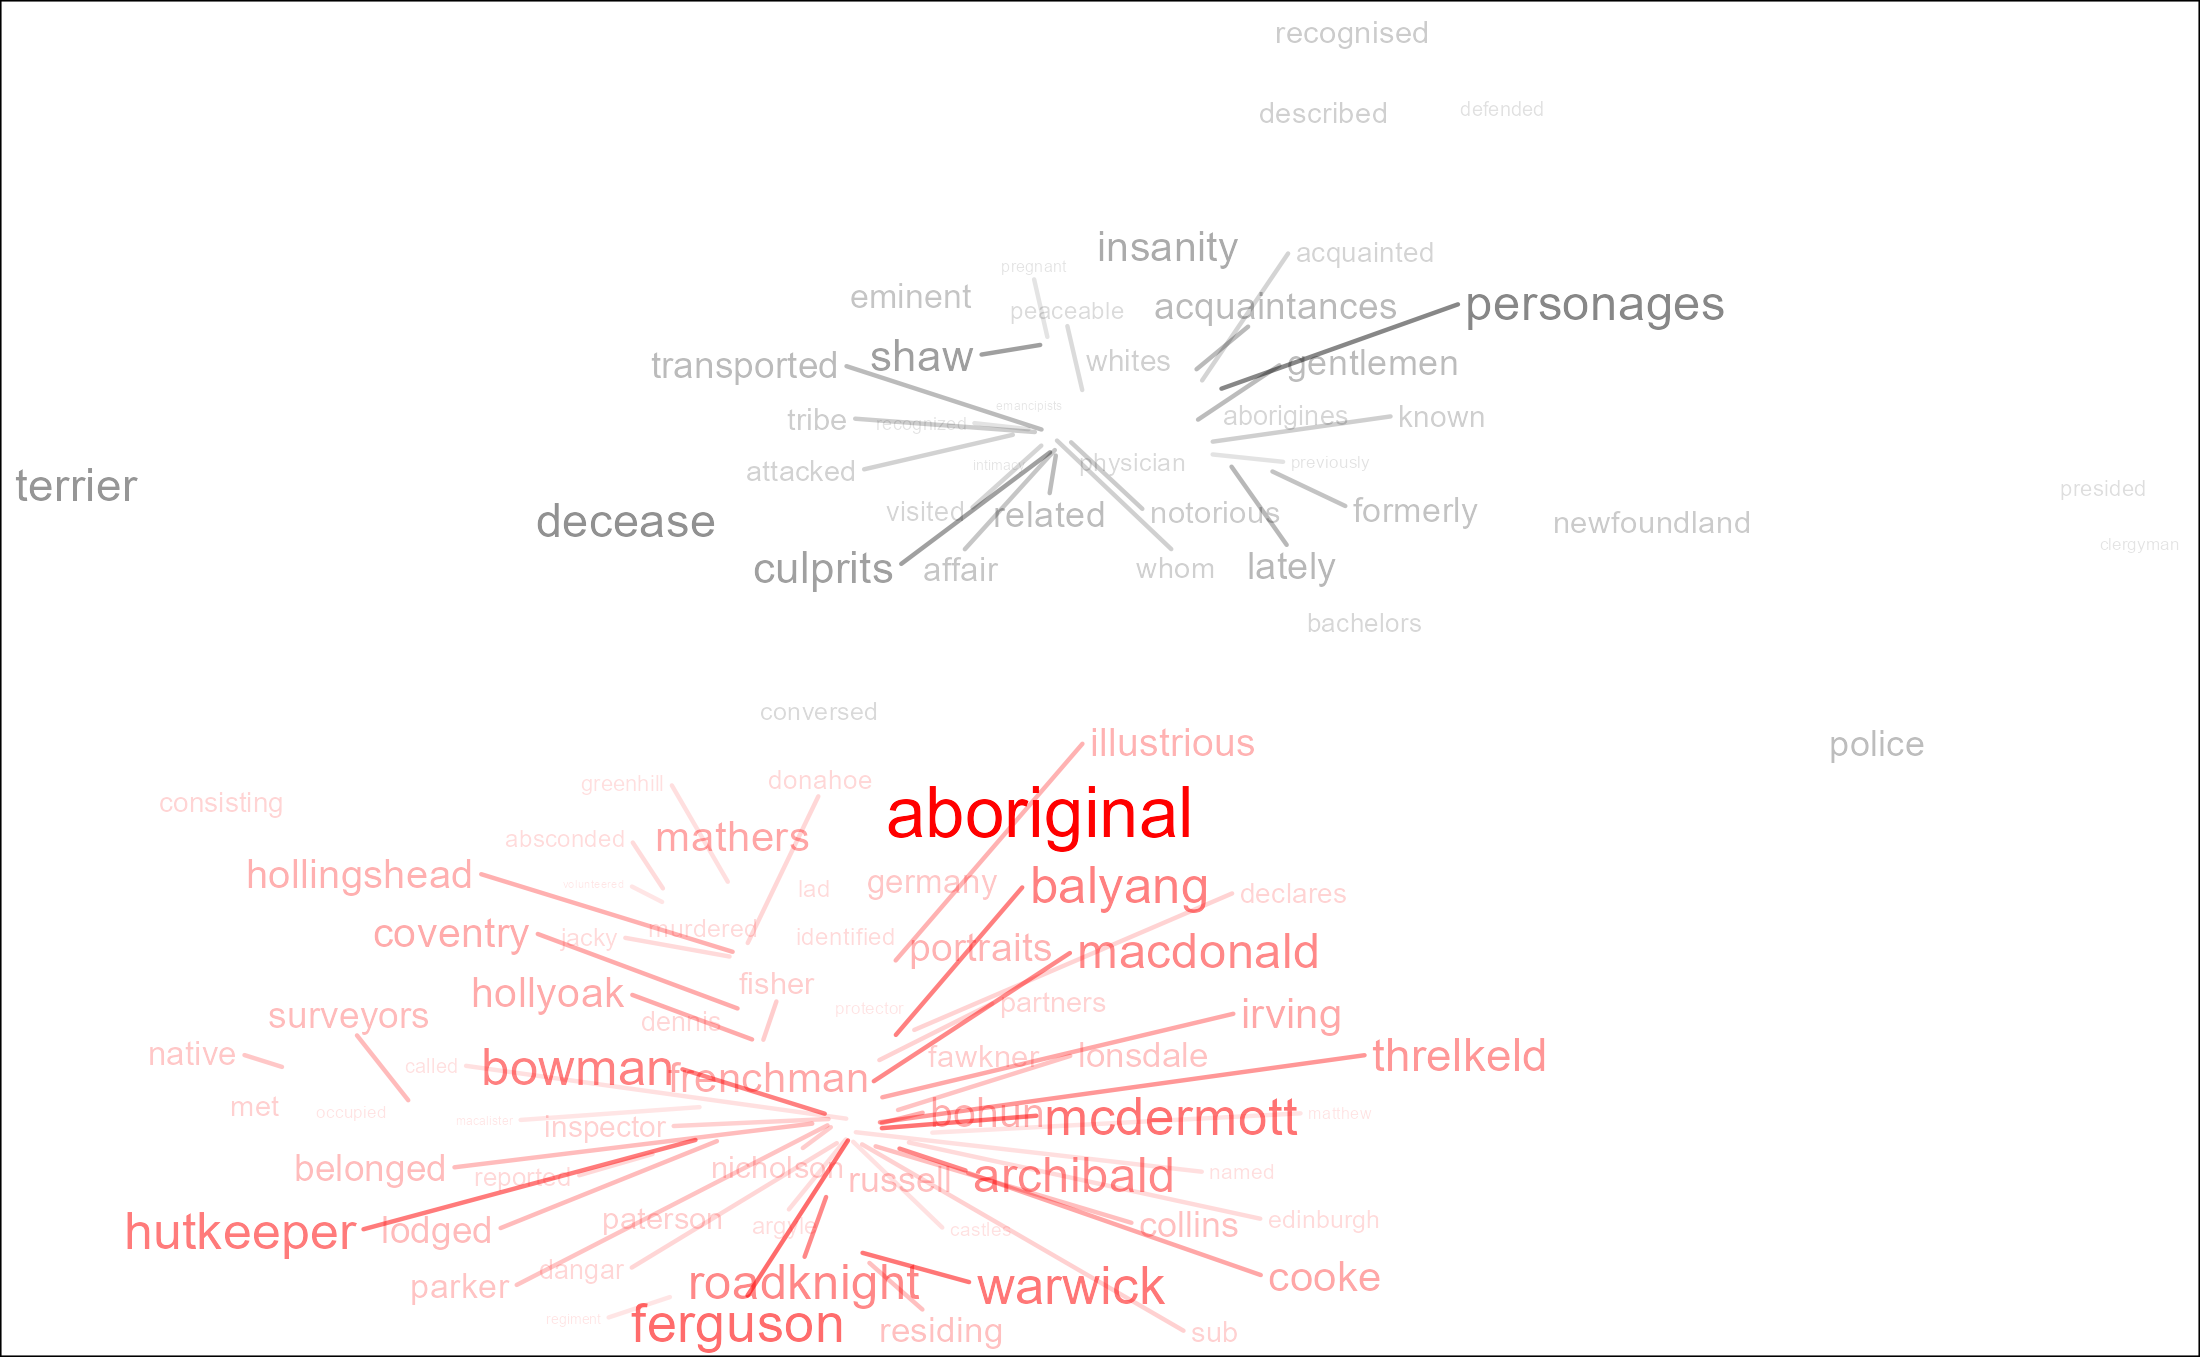 recognised
described
defended
insanity
acquainted
pregnant
eminent
peaceable
acquaintances
personages
transported
shaw
whites
gentlemen
emancipists
tribe
recognized
aborigines
known
attacked
intimacy
physician
previously
terrier
presided
visited
related
notorious
formerly
decease
newfoundland
clergyman
culprits
affair
whom
lately
bachelors
conversed
illustrious
police
greenhill
donahoe
consisting
aboriginal
absconded
mathers
hollingshead
volunteered
lad
germany
balyang
declares
coventry
jacky
murdered
identified
portraits
macdonald
hollyoak
fisher
protector
partners
surveyors
dennis
irving
native
called
bowman
frenchman
fawkner
lonsdale
threlkeld
met
occupied
macalister
inspector
bohun
mcdermott
matthew
belonged
reported
nicholson
russell
archibald
named
hutkeeper
lodged
paterson
argyle
castles
collins
edinburgh
parker
dangar
roadknight
warwick
cooke
regiment
ferguson
residing
sub